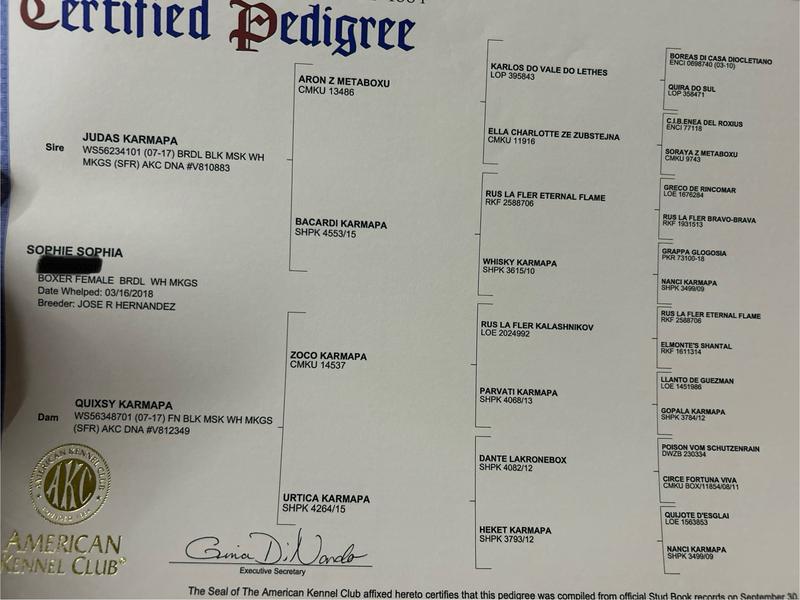 Certified Pedigree
Sire
JUDAS KARMAPA
WS56234101 (07-17) BRDL BLK MSK WH
MKGS (SFR) AKC DNA #V810883
SOPHIE SOPHIA
BOXER FEMALE BRDL WH MKGS
Date Whelped: 03/16/2018
Breeder: JOSE R HERNANDEZ
Dam
QUIXSY KARMAPA
WS56348701 (07-17) FN BLK MSK WH MKGS
(SFR) AKC DNA #V812349
ARON Z METABOXU
CMKU 13486
BACARDI KARMAPA
SHPK 4553/15
ZOCO KARMAPA
CMKU 14537
URTICA KARMAPA
SHPK 4264/15
KARLOS DO VALE DO LETHES
LOP 395843
ELLA CHARLOTTE ZE ZUBSTEJNA
CMKU 11916
RUS LA FLER ETERNAL FLAME
RKF 2588706
WHISKY KARMAPA
SHPK 3615/10
RUS LA FLER KALASHNIKOV
LOE 2024992
PARVATI KARMAPA
SHPK 4068/13
DANTE LAKRONEBOX
SHPK 4082/12
HEKET KARMAPA
SHPK 3793/12
BOREAS DI CASA DIOCLETIANO
ENCI 0698740 (03-10)
QUIRA DO SUL
LOP 358471
C.I.B.ENEA DEL ROXIUS
ENCI 77118
SORAYA Z METABOXU
CMKU 9743
GRECO DE RINCOMAR
LOE 1676284
RUS LA FLER BRAVO-BRAVA
RKF 1931513
GRAPPA GLOGOSIA
PKR 73100-18
NANCI KARMAPA
SHPK 3499/09
RUS LA FLER ETERNAL FLAME
RKF 2588706
ELMONTE'S SHANTAL
RKF 1611314
LLANTO DE GUEZMAN
LOE 1451986
GOPALA KARMAPA
SHPK 3784/12
POISON VOM SCHUTZENRAIN
DWZB 230334
CIRCE FORTUNA VIVA
CMKU BOX/11854/08/11
QUIJOTE D'ESGLAI
LOE 1563853
NANCI KARMAPA
SHPK 3499/09
AMERICAN KENNEL CLUB
AKC
AMERICAN
KENNEL CLUB®
Gina DiNardo
Executive Secretary
The Seal of The American Kennel Club affixed hereto certifies that this pedigree was compiled from official Stud Book records on September 30,